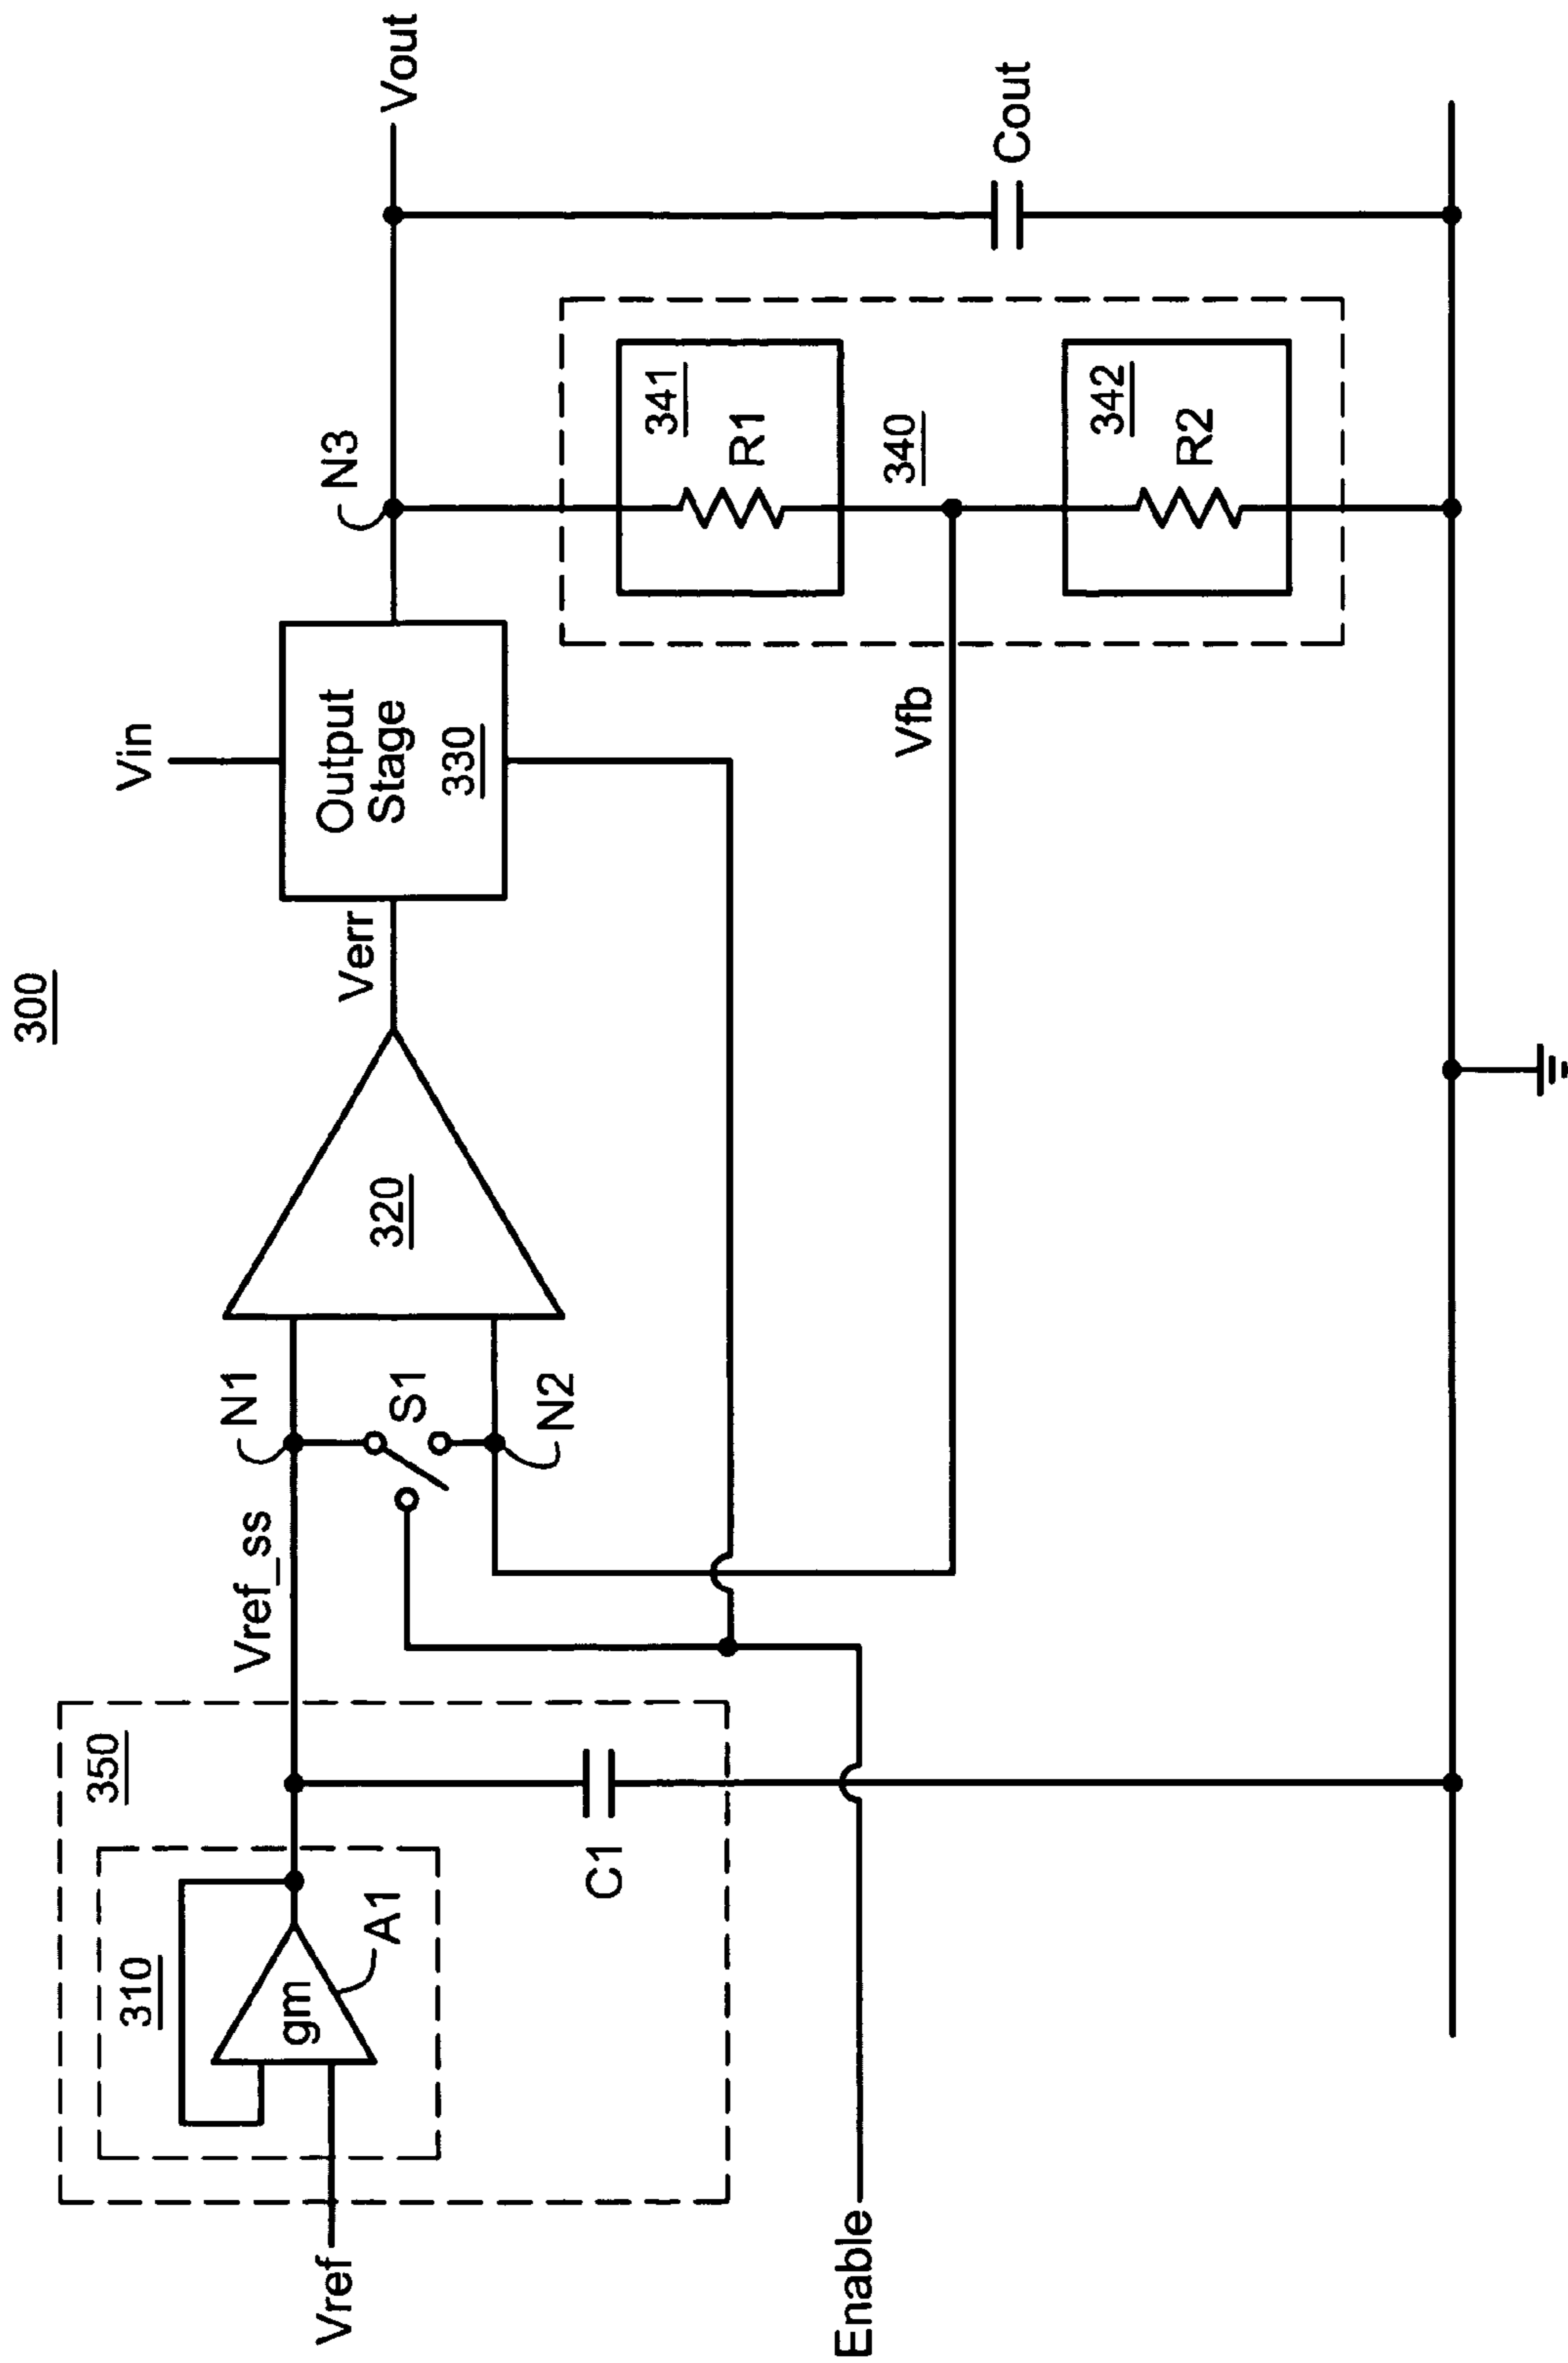 300
Vin
Vout
N3
Output
Stage
330
Verr
320
N1
S1
N2
Vref_ss
350
310
gm
A1
C1
Vref
Enable
Vfb
341
R1
340
342
R2
Cout